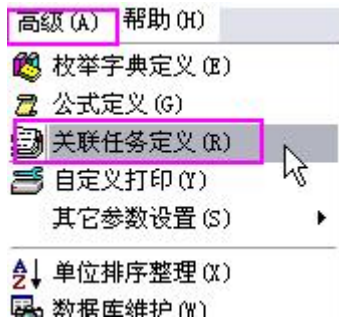 高级(A) 帮助(H)
枚举字典定义(E)
公式定义(G)
关联任务定义(R)
自定义打印(Y)
其它参数设置(S)
单位排序整理(X)
数据库维护(W)